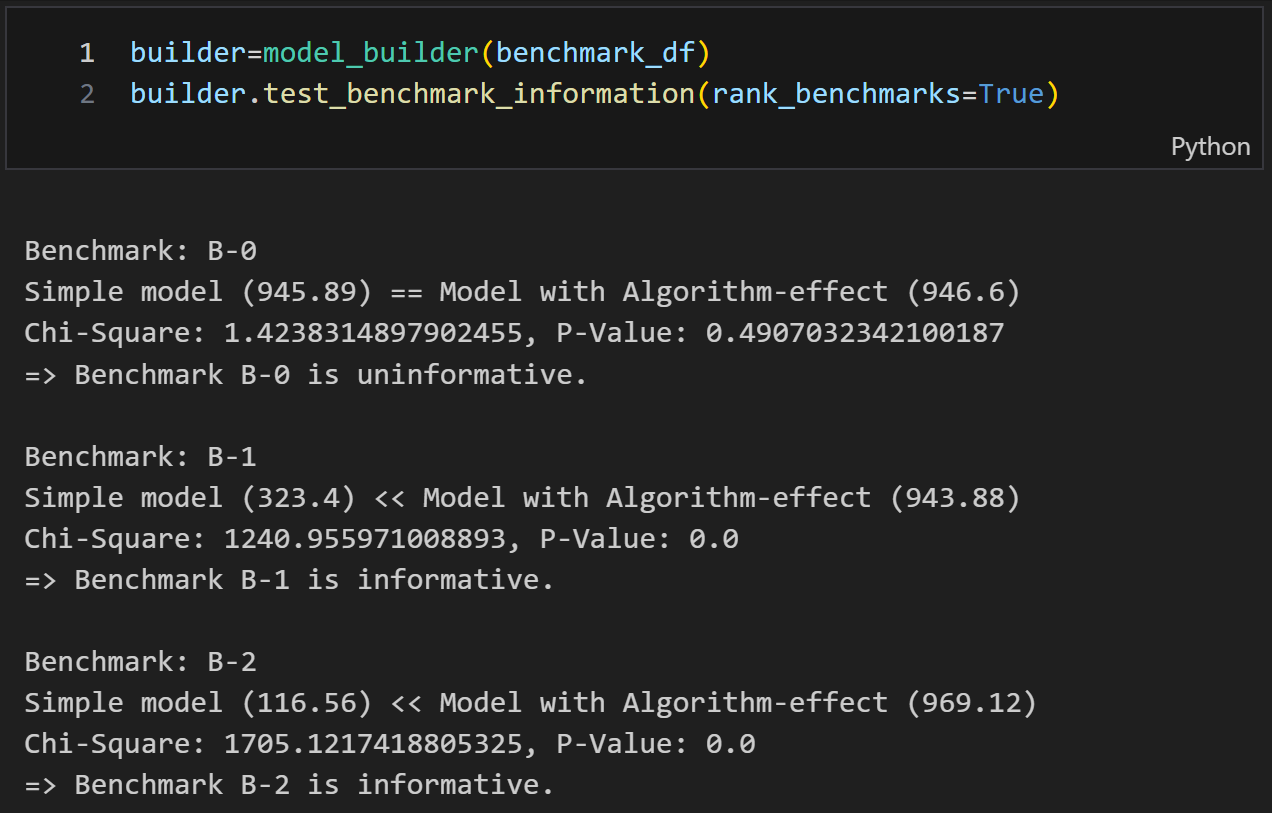 1 builder=model_builder(benchmark_df)
2 builder.test_benchmark_information(rank_benchmarks=True)
Python
Benchmark: B-0
Simple model (945.89) == Model with Algorithm-effect (946.6)
Chi-Square: 1.4238314897902455, P-Value: 0.4907032342100187
=> Benchmark B-0 is uninformative.
Benchmark: B-1
Simple model (323.4) << Model with Algorithm-effect (943.88)
Chi-Square: 1240.955971008893, P-Value: 0.0
=> Benchmark B-1 is informative.
Benchmark: B-2
Simple model (116.56) << Model with Algorithm-effect (969.12)
Chi-Square: 1705.1217418805325, P-Value: 0.0
=> Benchmark B-2 is informative.